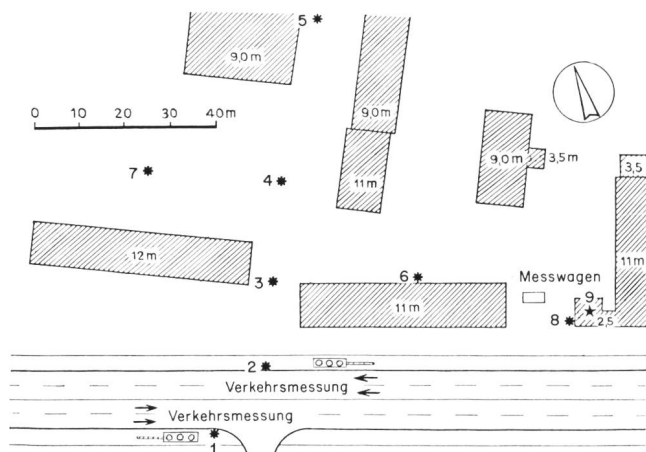 5
9,0 m
0 10 20 30 40 m
9,0 m
9,0 m
3,5 m
3,5
7
4
11 m
12 m
11 m
3
6
Messwagen
9
11 m
8
2,5
2
Verkehrsmessung
Verkehrsmessung
1